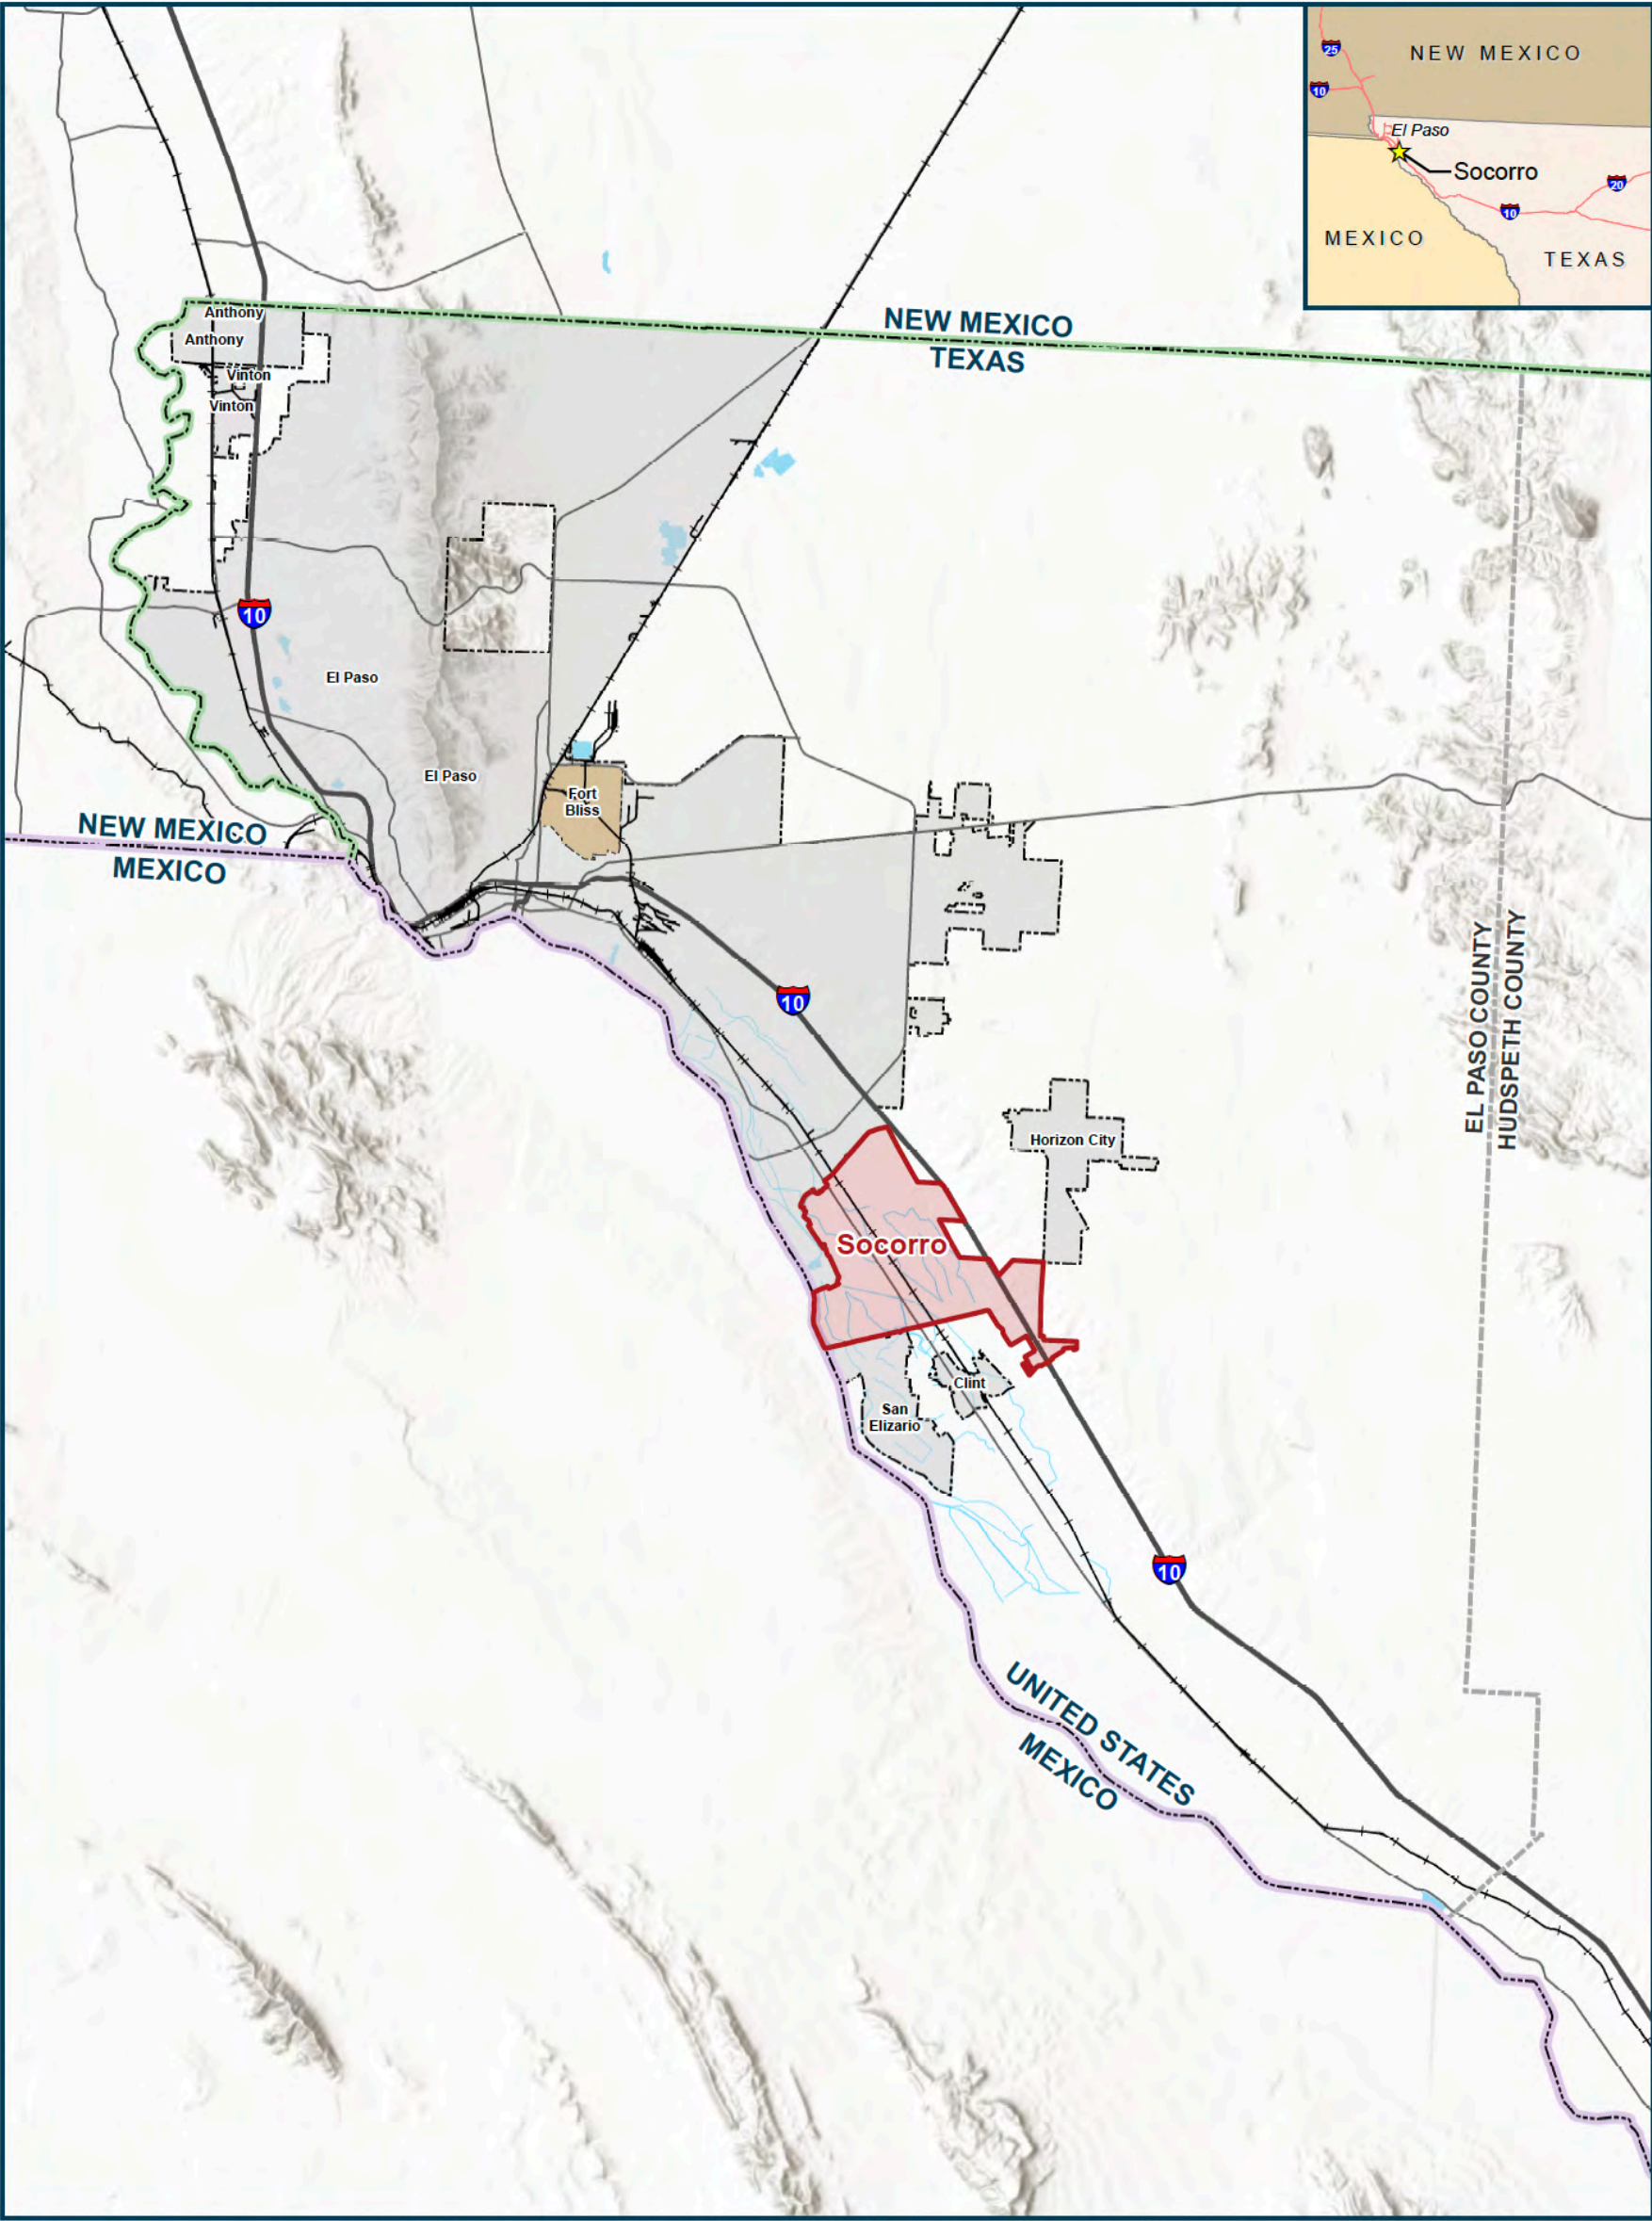 25
NEW MEXICO
10
El Paso
Socorro
20
10
MEXICO
TEXAS
Anthony
Anthony
NEW MEXICO
TEXAS
Vinton
Vinton
10
El Paso
El Paso
Fort
Bliss
NEW MEXICO
MEXICO
10
EL PASO COUNTY
HUDSPETH COUNTY
Horizon City
Socorro
Clint
San
Elizario
10
UNITED STATES
MEXICO